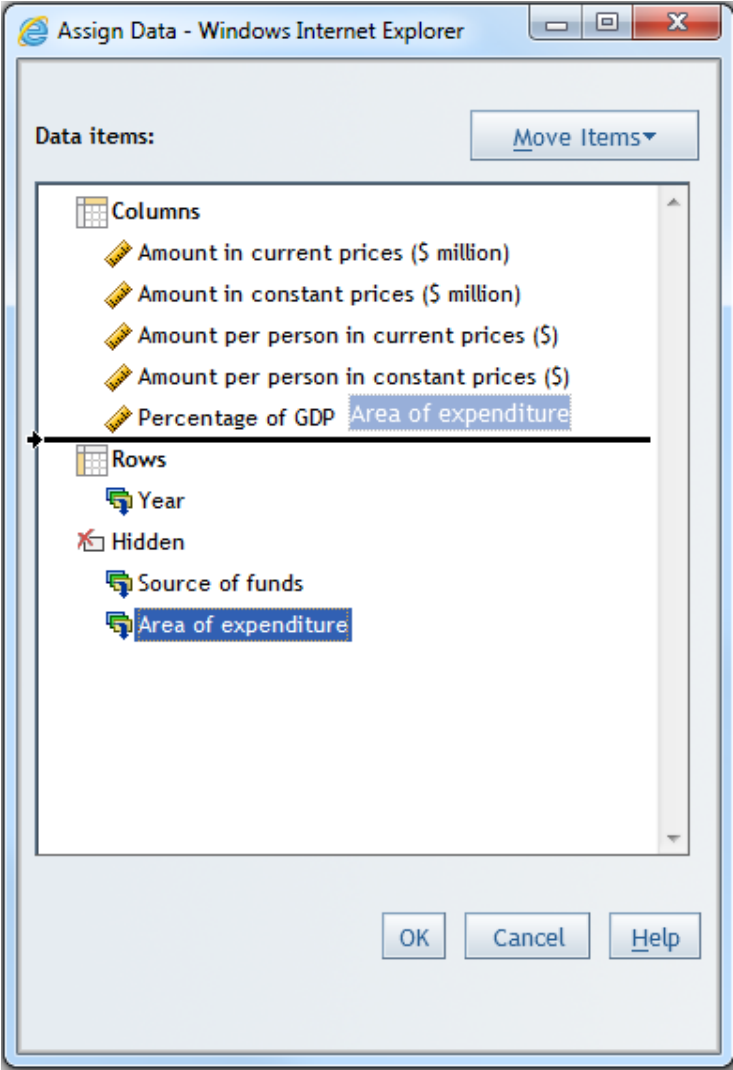 Assign Data - Windows Internet Explorer
Data items:
Move Items
Columns
Amount in current prices ($ million)
Amount in constant prices ($ million)
Amount per person in current prices ($)
Amount per person in constant prices ($)
Percentage of GDP Area of expenditure
Rows
Year
Hidden
Source of funds
Area of expenditure
OK Cancel Help